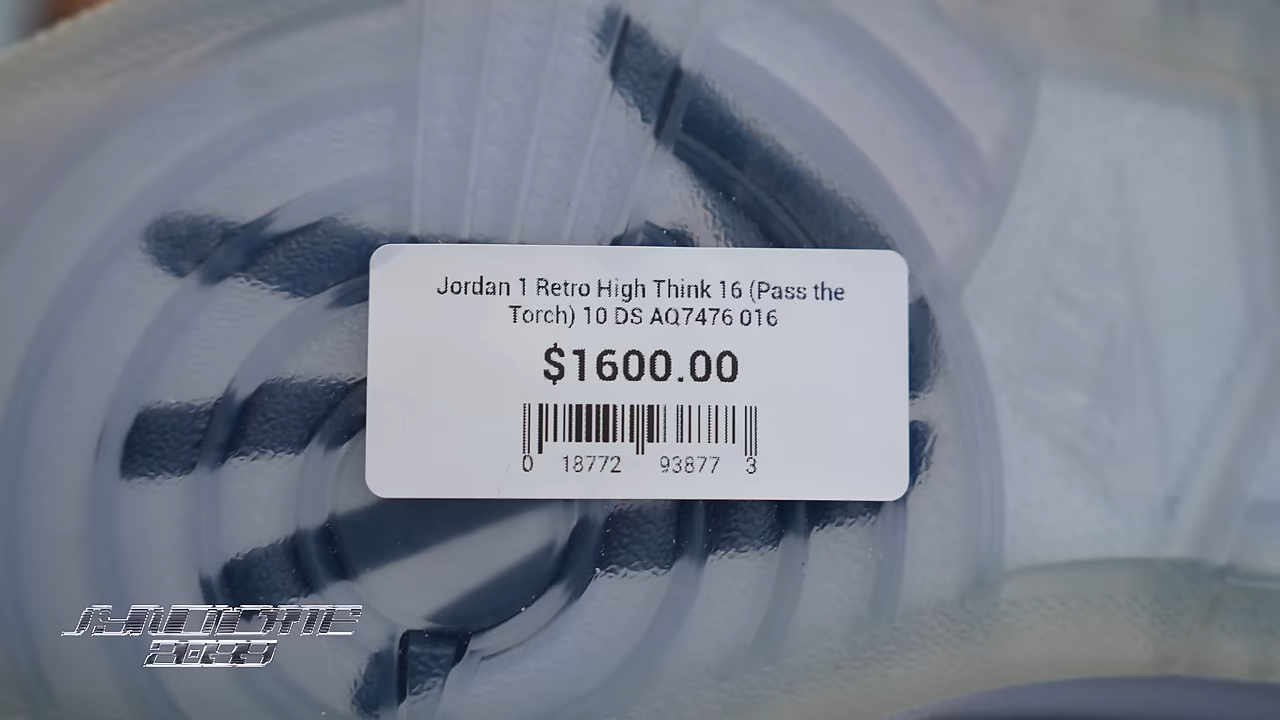 Jordan 1 Retro High Think 16 (Pass the
Torch) 10 DS AQ7476 016
$1600.00
0 18772 93877 3